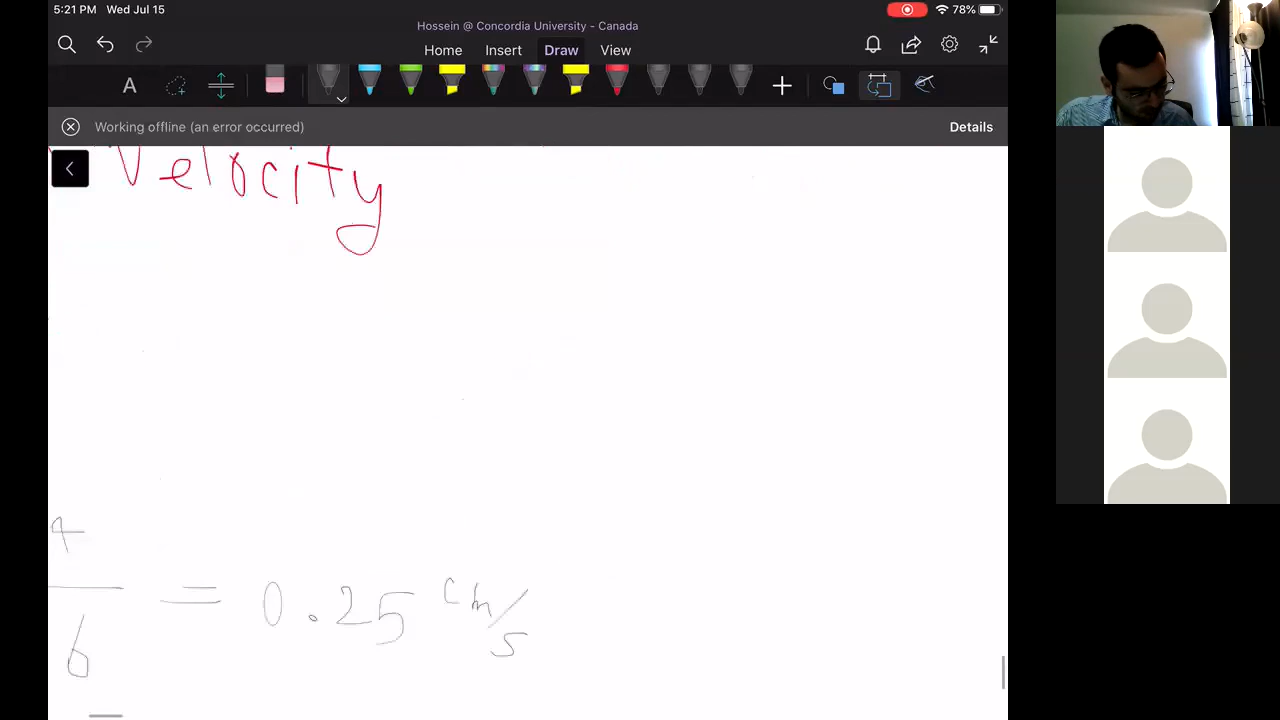 5:21 PM Wed Jul 15
78%
Hossein @ Concordia University - Canada
Home Insert Draw View
A
Working offline (an error occurred) Details
Velocity
4
6
= 0.25 cm/s